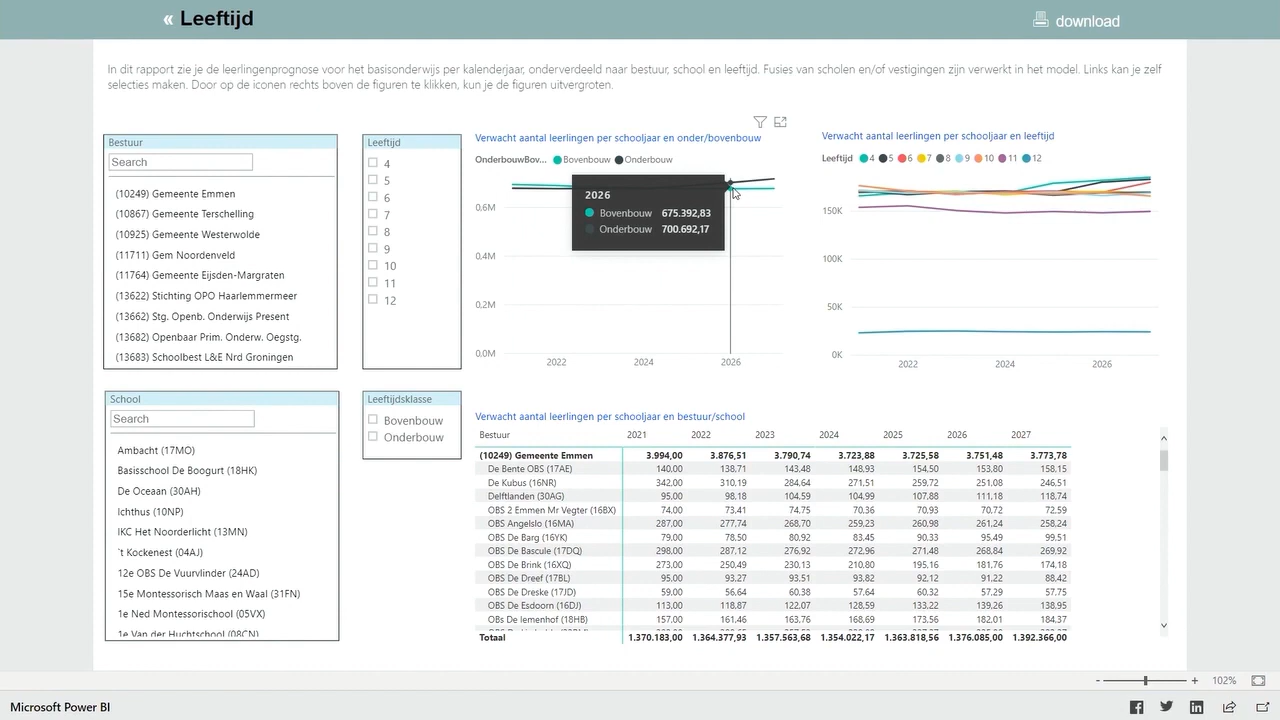 « Leeftijd
download
In dit rapport zie je de leerlingenprognose voor het basisonderwijs per kalenderjaar, onderverdeeld naar bestuur, school en leeftijd. Fusies van scholen en/of vestigingen zijn verwerkt in het model. Links kan je zelf
selecties maken. Door op de iconen rechts boven de figuren te klikken, kun je de figuren uitvergroten.
Bestuur
Search
(10249) Gemeente Emmen
(10867) Gemeente Terschelling
(10925) Gemeente Westerwolde
(11711) Gem Noordenveld
(11764) Gemeente Eijsden-Margraten
(13622) Stichting OPO Haarlemmermeer
(13662) Stg. Openb. Onderwijs Present
(13682) Openbaar Prim. Onderw. Oegstg.
(13683) Schoolbest L&E Nrd Groningen
Leeftijd
4
5
6
7
8
9
10
11
12
Verwacht aantal leerlingen per schooljaar en onder/bovenbouw
OnderbouwBov... Bovenbouw Onderbouw
0.6M
0.4M
0.2M
0.0M
2022 2024 2026
2026
Bovenbouw 675.392,83
Onderbouw 700.692,17
Verwacht aantal leerlingen per schooljaar en leeftijd
Leeftijd 4 5 6 7 8 9 10 11 12
150K
100K
50K
0K
2022 2024 2026
School
Search
Ambacht (17MO)
Basisschool De Boogurt (18HK)
De Oceaan (30AH)
Ichthus (10NP)
IKC Het Noorderlicht (13MN)
't Kockenest (04AJ)
12e OBS De Vuurvlinder (24AD)
15e Montessorisch Maas en Waal (31FN)
1e Ned Montessorischool (05VX)
1e Van der Huchtschool (08CN)
Leeftijdsklasse
Bovenbouw
Onderbouw
Verwacht aantal leerlingen per schooljaar en bestuur/school
Bestuur 2021 2022 2023 2024 2025 2026 2027
(10249) Gemeente Emmen 3.994,00 3.876,51 3.790,74 3.723,88 3.725,58 3.751,48 3.773,78
De Bente OBS (17AE) 140.00 138,71 143,48 148,93 154,50 153,80 158,15
De Kubus (16NR) 342,00 310,19 284,64 271,51 259,72 251,08 246,51
Delftlanden (30AG) 95,00 98,18 104,59 104,99 107,88 111,18 118,74
OBS 2 Emmen Mr Vegter (16BX) 74,00 73,41 74,75 70,36 70,93 70,72 72,59
OBS Angelslo (16MA) 287,00 277,74 268,70 259,23 260,98 261,24 258,24
OBS De Barg (16YK) 79,00 78,50 80,92 83,45 90,33 95,49 99,51
OBS De Bascule (17DQ) 298,00 287,12 276,92 272,96 271,48 268,84 269,92
OBS De Brink (16XQ) 273,00 250,49 230,13 210,80 195,16 181,76 174,18
OBS De Dreef (17BL) 95,00 93,27 93,51 93,82 92,12 91,22 88,42
OBS De Dreske (17JD) 59,00 56,64 60,38 57,64 60,32 57,29 57,75
OBS De Esdoorn (16DJ) 113,00 118,87 122,07 128,59 133,22 139,26 138,95
OBs De Iemenhof (18HB) 157,00 161,46 163,76 168,69 173,56 182,01 184,37
Totaal 1.370.183,00 1.364.377,93 1.357.563,68 1.354.022,17 1.363.818,56 1.376.085,00 1.392.366,00
- + 102%
Microsoft Power BI